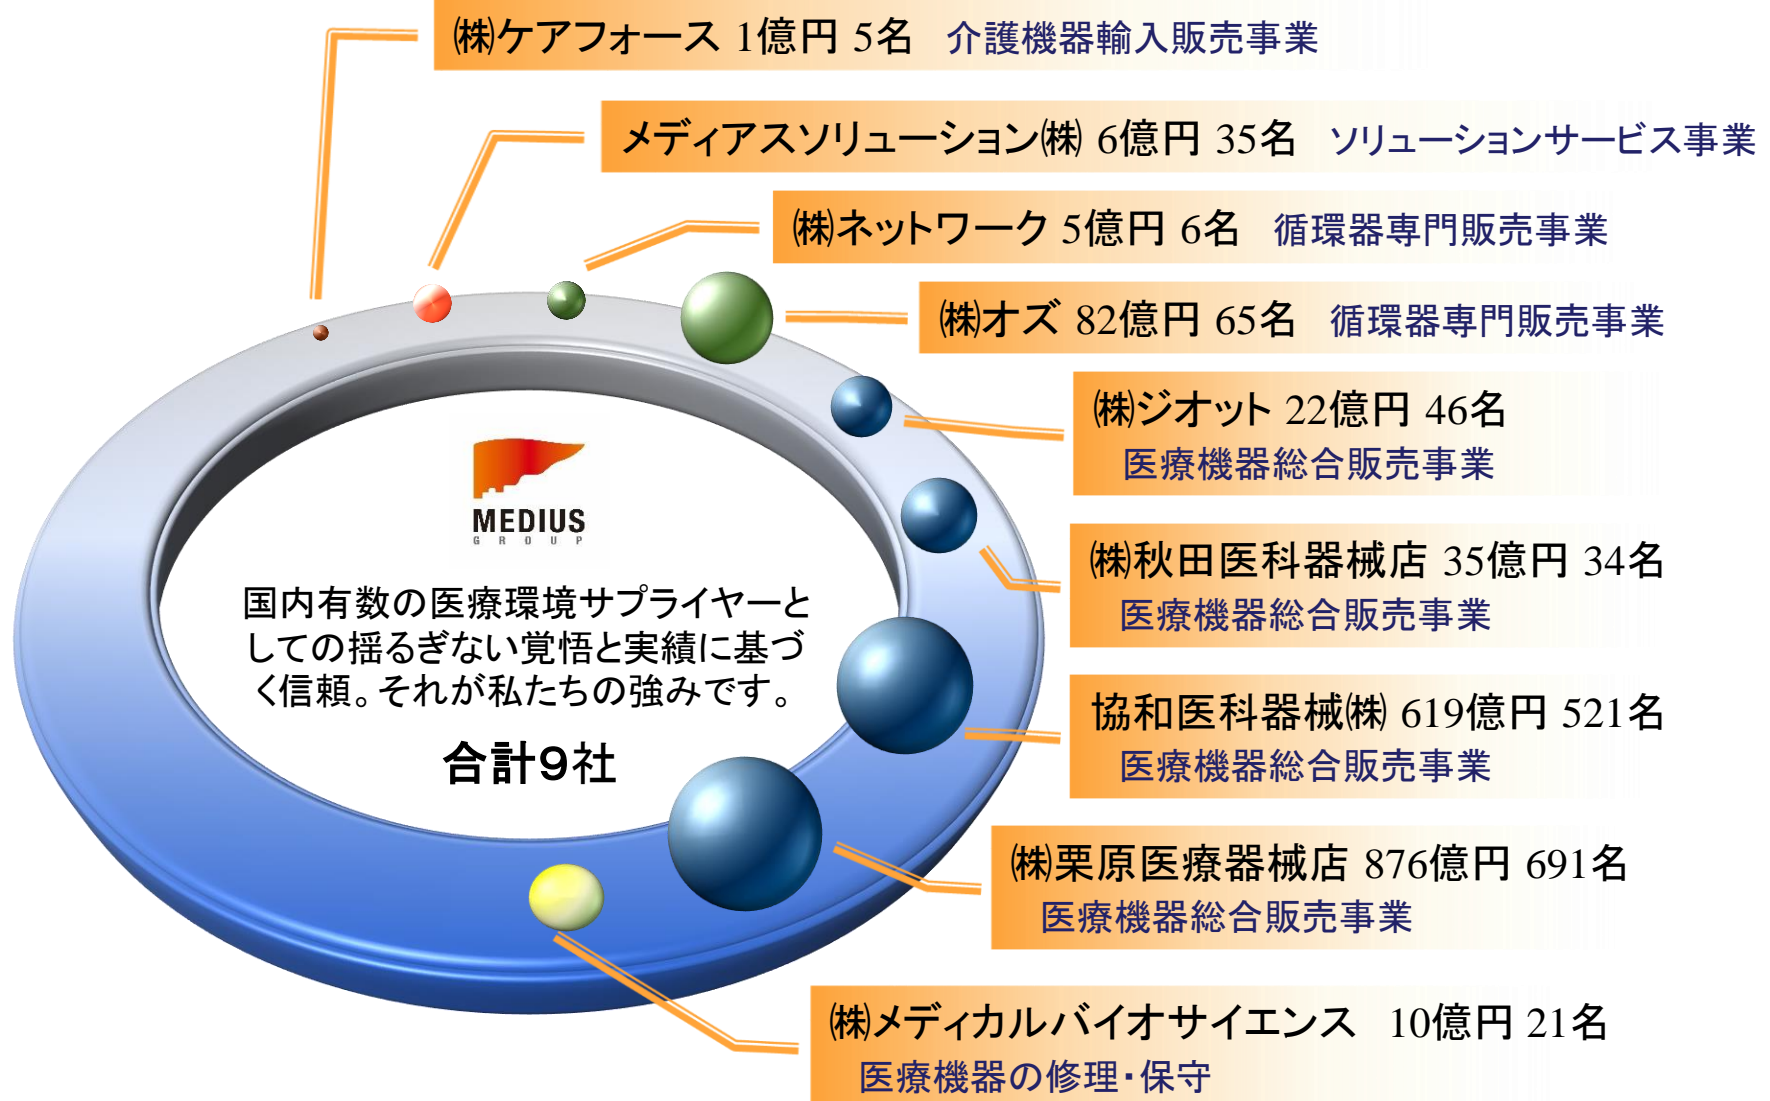 ㈱ケアフォース 1億円 5名 介護機器輸入販売事業
メディアスソリューション㈱ 6億円 35名 ソリューションサービス事業
㈱ネットワーク 5億円 6名 循環器専門販売事業
㈱オズ 82億円 65名 循環器専門販売事業
㈱ジオット 22億円 46名
医療機器総合販売事業
㈱秋田医科器械店 35億円 34名
医療機器総合販売事業
協和医科器械㈱ 619億円 521名
医療機器総合販売事業
㈱栗原医療器械店 876億円 691名
医療機器総合販売事業
㈱メディカルバイオサイエンス 10億円 21名
医療機器の修理・保守
MEDIUS
GROUP
国内有数の医療環境サプライヤーと
しての揺るぎない覚悟と実績に基づ
く信頼。それが私たちの強みです。
合計９社